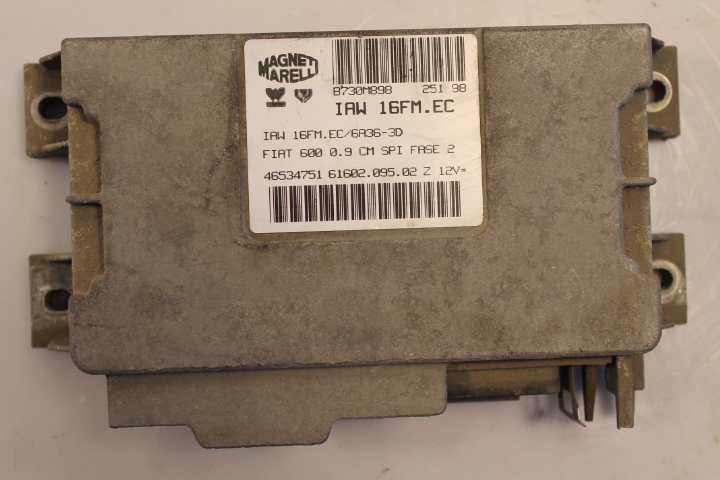 MAGNETI
MARELLI
B730M898 251 98
IAW 16FM.EC
IAW 16FM.EC/6A36-3D
FIAT 600 0.9 CM SPI FASE 2
46534751 61602.095.02 Z 12V=